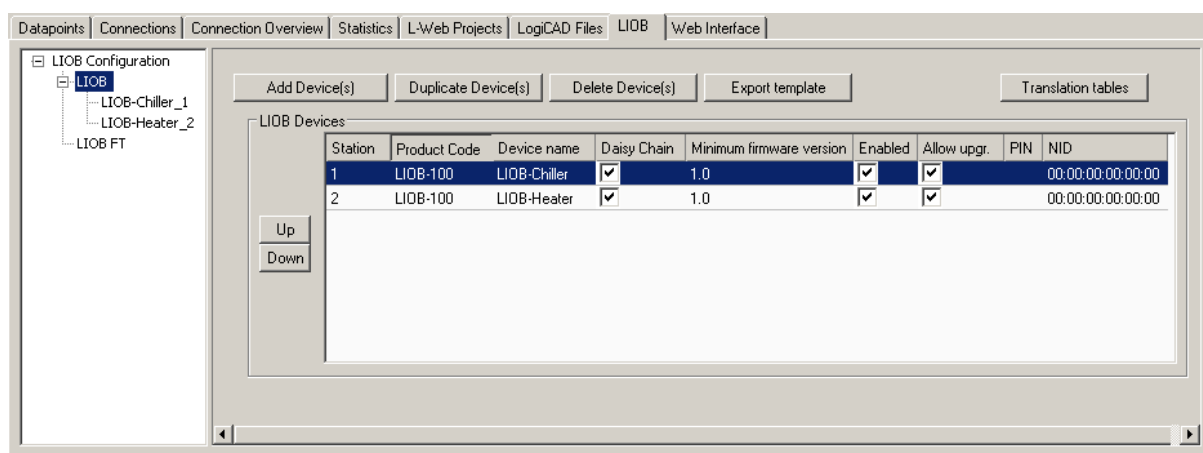 Datapoints Connections Connection Overview Statistics L-Web Projects LogiCAD Files LIOB Web Interface
LIOB Configuration
LIOB
LIOB-Chiller_1
LIOB-Heater_2
LIOB FT
Add Device(s) Duplicate Device(s) Delete Device(s) Export template Translation tables
LIOB Devices
Station Product Code Device name Daisy Chain Minimum firmware version Enabled Allow upgr. PIN NID
1 LIOB-100 LIOB-Chiller 1.0 00:00:00:00:00:00
2 LIOB-100 LIOB-Heater 1.0 00:00:00:00:00:00
Up
Down